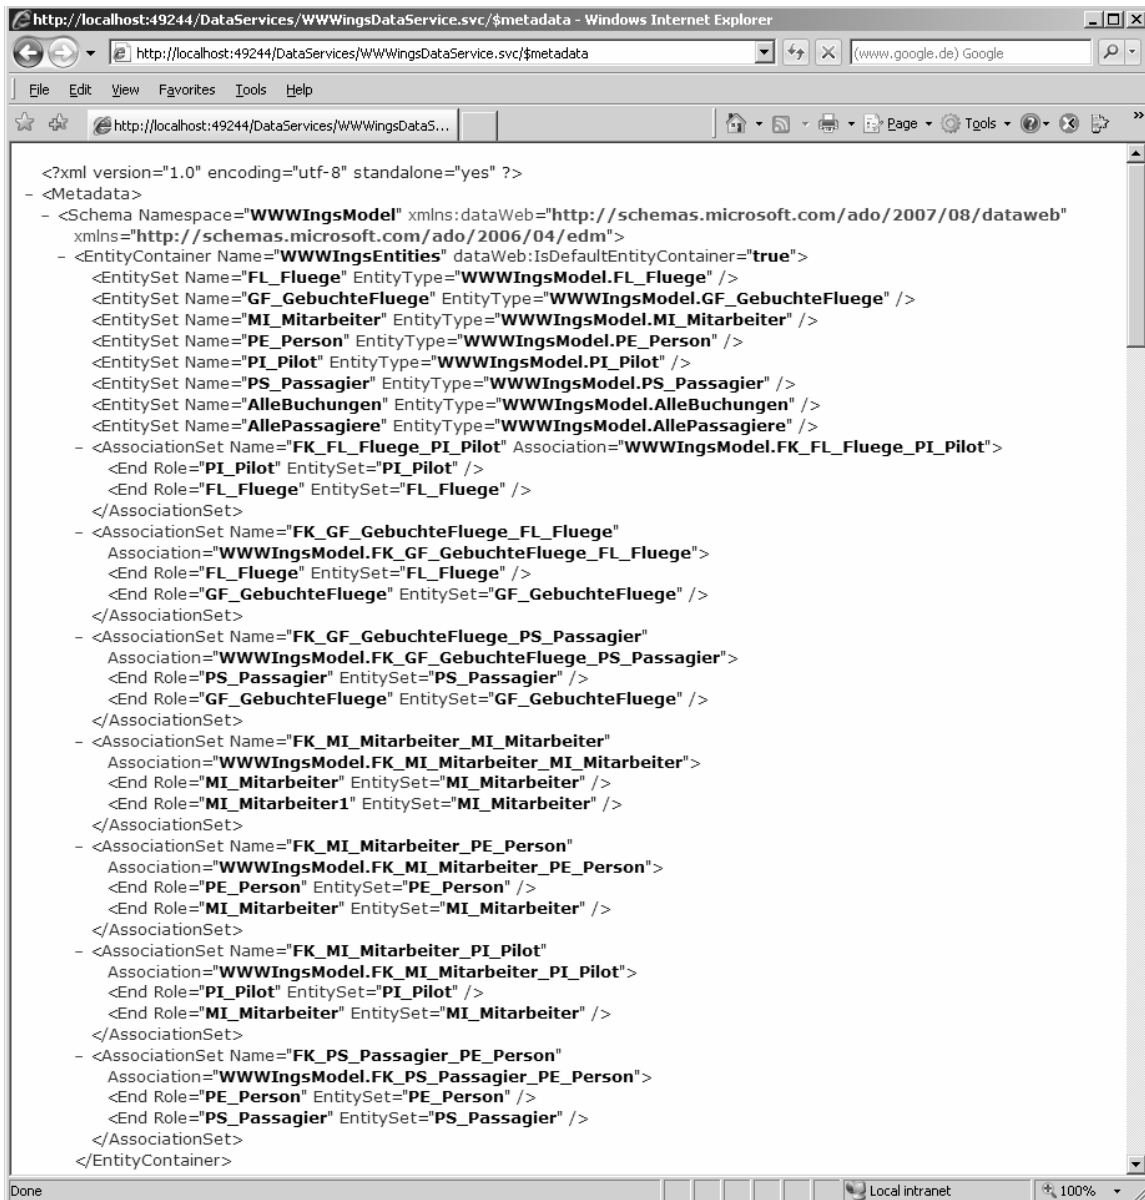 http://localhost:49244/DataServices/WWWingsDataService.svc/$metadata - Windows Internet Explorer
http://localhost:49244/DataServices/WWWingsDataService.svc/$metadata
(www.google.de) Google
File Edit View Favorites Tools Help
http://localhost:49244/DataServices/WWWingsDataS...
Page Tools »
<?xml version="1.0" encoding="utf-8" standalone="yes" ?>
- <Metadata>
- <Schema Namespace="WWWIngsModel" xmlns:dataWeb="http://schemas.microsoft.com/ado/2007/08/dataweb"
xmlns="http://schemas.microsoft.com/ado/2006/04/edm">
- <EntityContainer Name="WWWIngsEntities" dataWeb:IsDefaultEntityContainer="true">
<EntitySet Name="FL_Fluege" EntityType="WWWIngsModel.FL_Fluege" />
<EntitySet Name="GF_GebuchteFluege" EntityType="WWWIngsModel.GF_GebuchteFluege" />
<EntitySet Name="MI_Mitarbeiter" EntityType="WWWIngsModel.MI_Mitarbeiter" />
<EntitySet Name="PE_Person" EntityType="WWWIngsModel.PE_Person" />
<EntitySet Name="PI_Pilot" EntityType="WWWIngsModel.PI_Pilot" />
<EntitySet Name="PS_Passagier" EntityType="WWWIngsModel.PS_Passagier" />
<EntitySet Name="AlleBuchungen" EntityType="WWWIngsModel.AlleBuchungen" />
<EntitySet Name="AllePassagiere" EntityType="WWWIngsModel.AllePassagiere" />
- <AssociationSet Name="FK_FL_Fluege_PI_Pilot" Association="WWWIngsModel.FK_FL_Fluege_PI_Pilot">
<End Role="PI_Pilot" EntitySet="PI_Pilot" />
<End Role="FL_Fluege" EntitySet="FL_Fluege" />
</AssociationSet>
- <AssociationSet Name="FK_GF_GebuchteFluege_FL_Fluege"
Association="WWWIngsModel.FK_GF_GebuchteFluege_FL_Fluege">
<End Role="FL_Fluege" EntitySet="FL_Fluege" />
<End Role="GF_GebuchteFluege" EntitySet="GF_GebuchteFluege" />
</AssociationSet>
- <AssociationSet Name="FK_GF_GebuchteFluege_PS_Passagier"
Association="WWWIngsModel.FK_GF_GebuchteFluege_PS_Passagier">
<End Role="PS_Passagier" EntitySet="PS_Passagier" />
<End Role="GF_GebuchteFluege" EntitySet="GF_GebuchteFluege" />
</AssociationSet>
- <AssociationSet Name="FK_MI_Mitarbeiter_MI_Mitarbeiter"
Association="WWWIngsModel.FK_MI_Mitarbeiter_MI_Mitarbeiter">
<End Role="MI_Mitarbeiter" EntitySet="MI_Mitarbeiter" />
<End Role="MI_Mitarbeiter1" EntitySet="MI_Mitarbeiter" />
</AssociationSet>
- <AssociationSet Name="FK_MI_Mitarbeiter_PE_Person"
Association="WWWIngsModel.FK_MI_Mitarbeiter_PE_Person">
<End Role="PE_Person" EntitySet="PE_Person" />
<End Role="MI_Mitarbeiter" EntitySet="MI_Mitarbeiter" />
</AssociationSet>
- <AssociationSet Name="FK_MI_Mitarbeiter_PI_Pilot"
Association="WWWIngsModel.FK_MI_Mitarbeiter_PI_Pilot">
<End Role="PI_Pilot" EntitySet="PI_Pilot" />
<End Role="MI_Mitarbeiter" EntitySet="MI_Mitarbeiter" />
</AssociationSet>
- <AssociationSet Name="FK_PS_Passagier_PE_Person"
Association="WWWIngsModel.FK_PS_Passagier_PE_Person">
<End Role="PE_Person" EntitySet="PE_Person" />
<End Role="PS_Passagier" EntitySet="PS_Passagier" />
</AssociationSet>
</EntityContainer>
Done Local intranet 100%